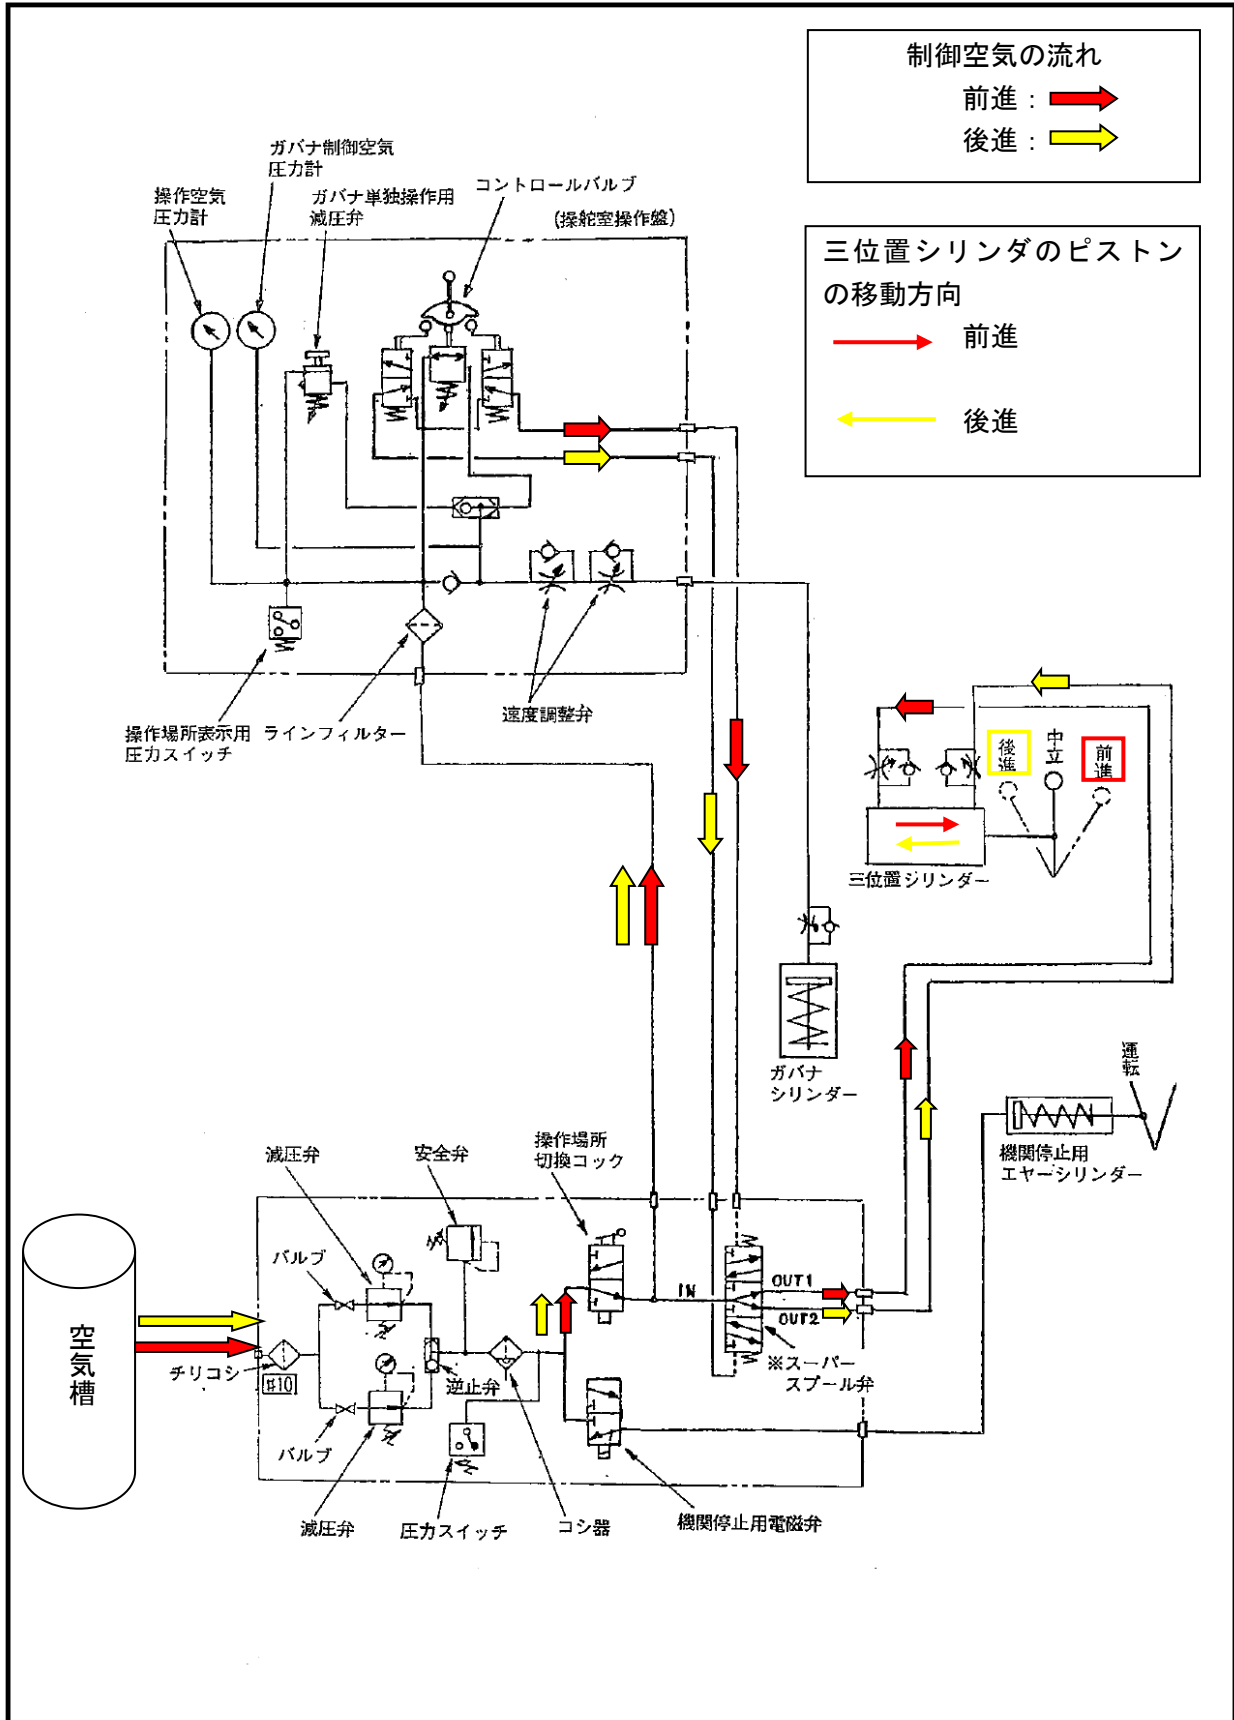 制御空気の流れ
前進：
後進：
三位置シリンダのピストン
の移動方向
前進
後進
ガバナ制御空気
圧力計
操作空気
圧力計
ガバナ単独操作用
減圧弁
コントロールバルブ
(操舵室操作盤)
操作場所表示用
圧力スイッチ
ラインフィルター
速度調整弁
後進
中立
前進
三位置シリンダー
ガバナ
シリンダー
運転
機関停止用
エヤーシリンダー
減圧弁
安全弁
操作場所
切換コック
バルブ
IN
OUT1
OUT2
※スーパー
スプール弁
空気槽
チリコシ
#10
逆止弁
バルブ
減圧弁
圧力スイッチ
コシ器
機関停止用電磁弁